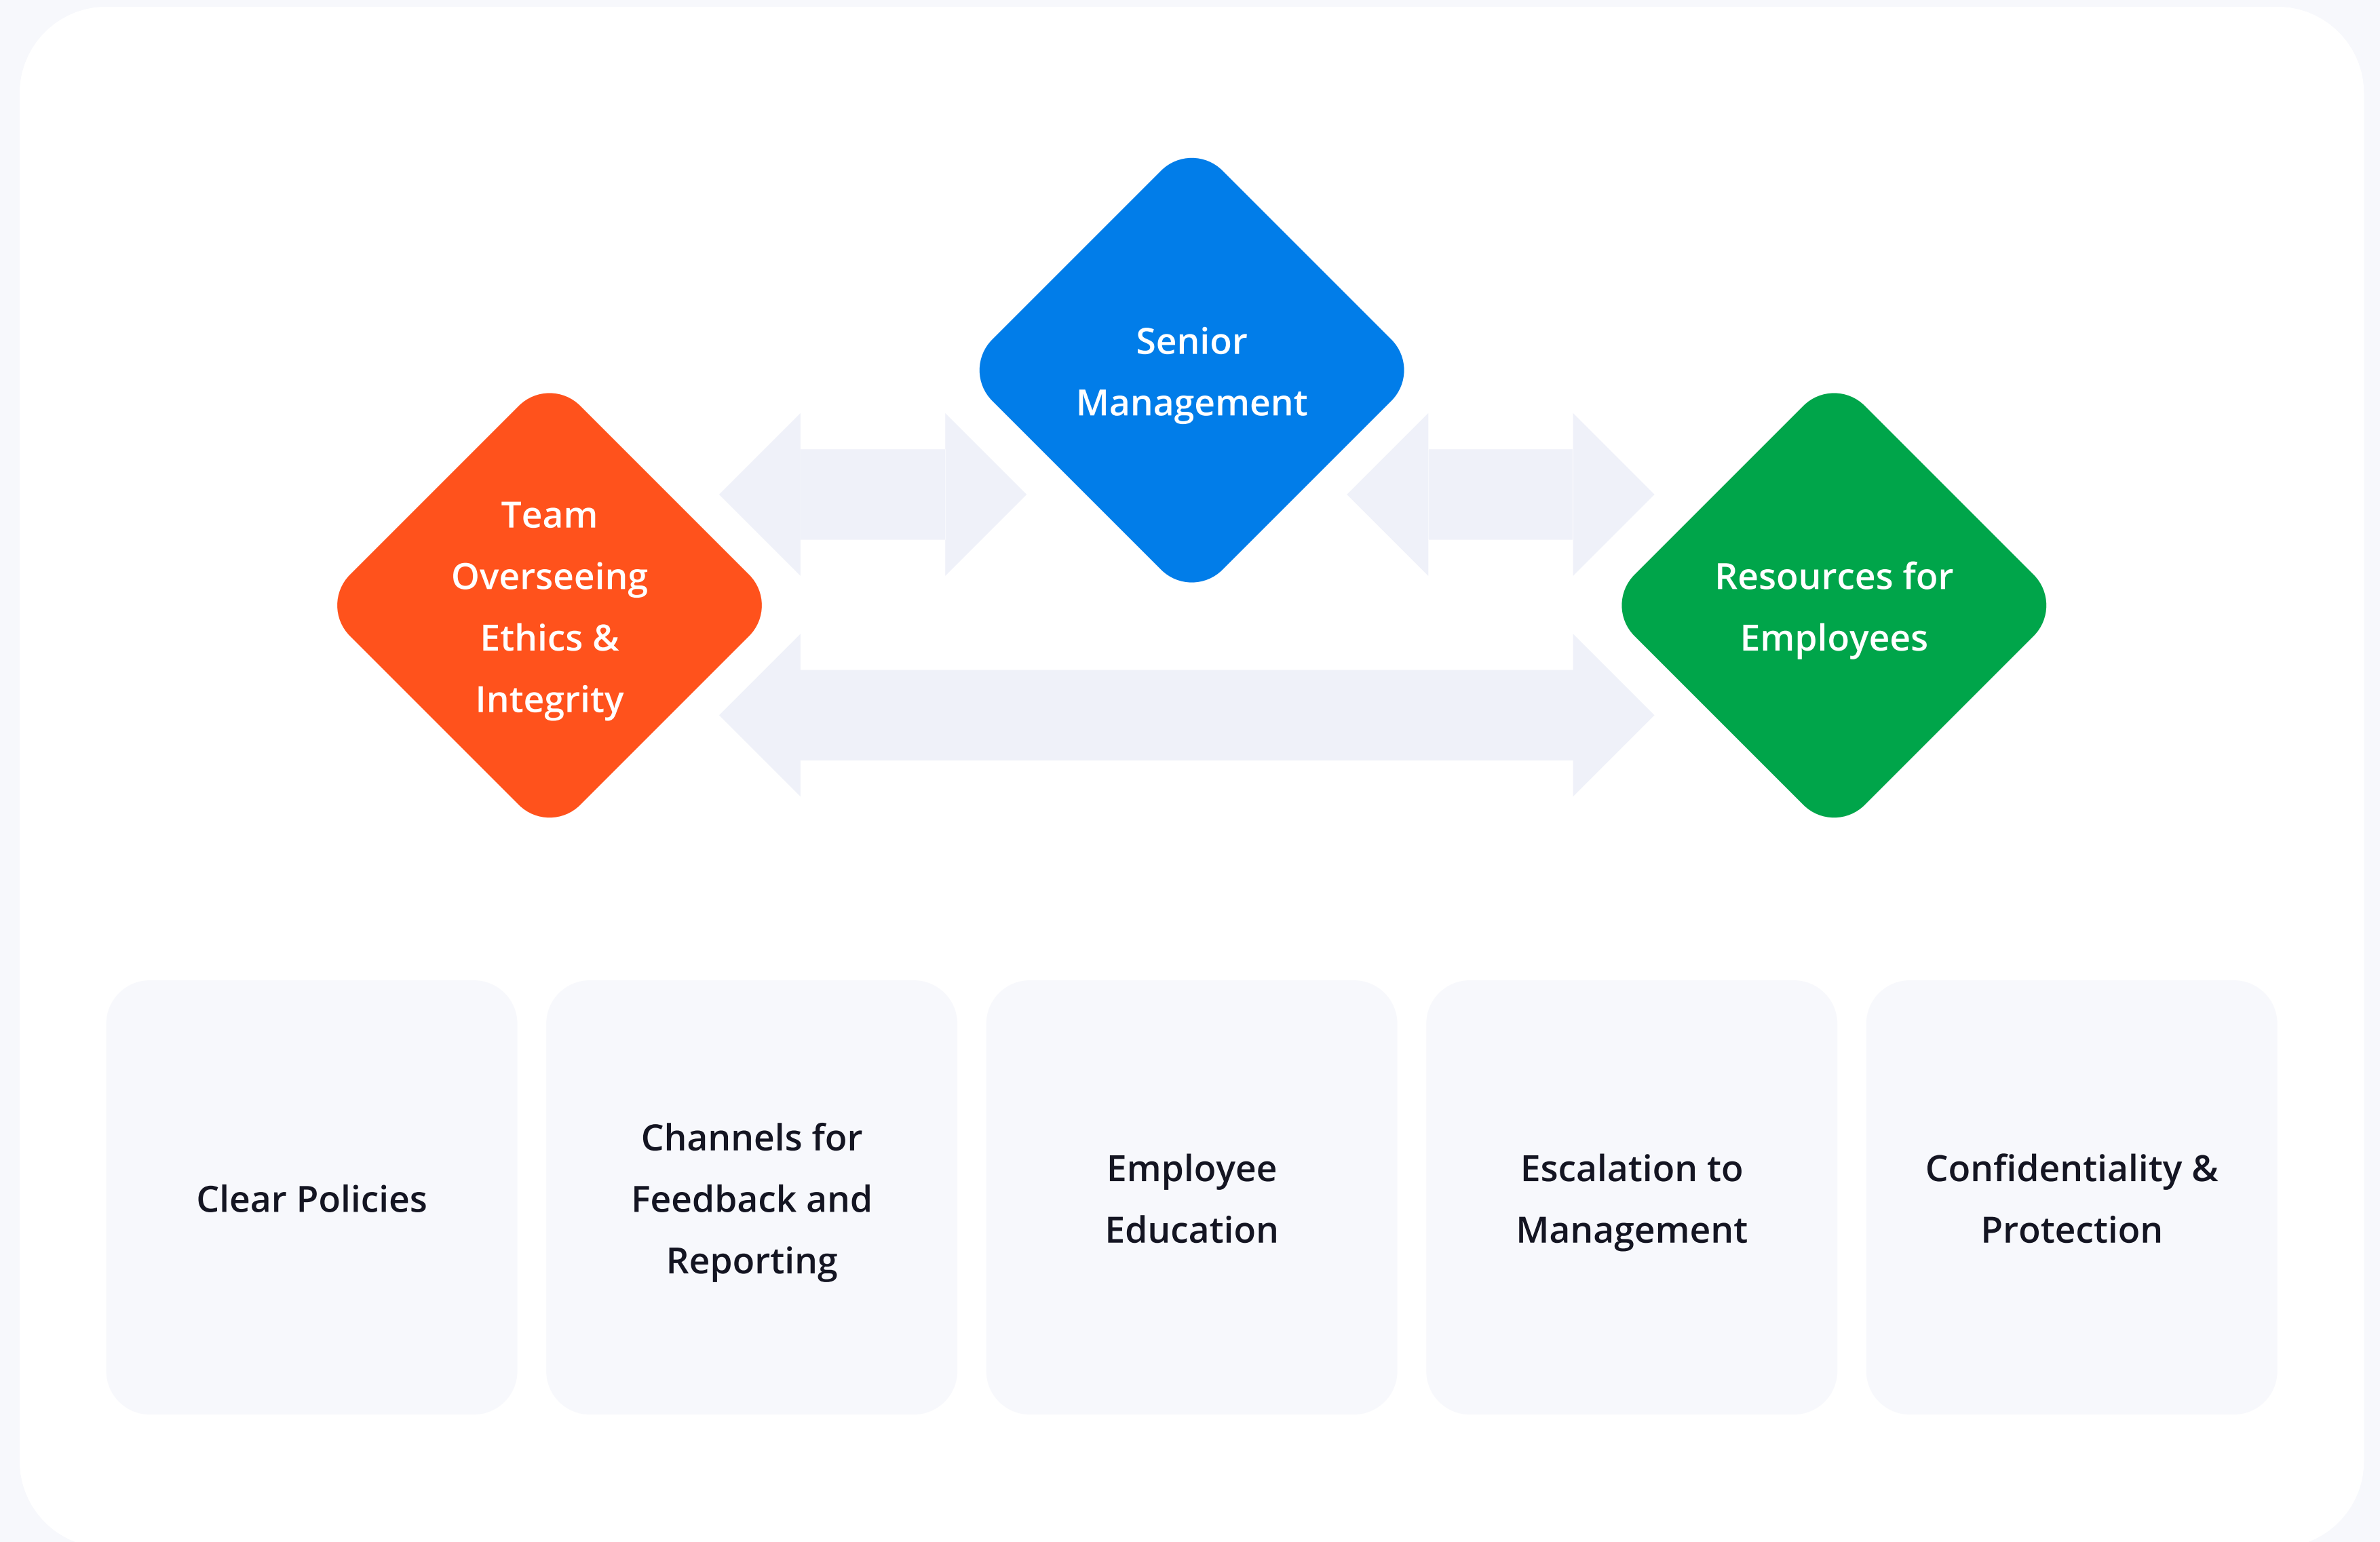 Senior
Management
Team
Overseeing
Ethics &
Integrity
Resources for
Employees
Clear Policies
Channels for
Feedback and
Reporting
Employee
Education
Escalation to
Management
Confidentiality &
Protection